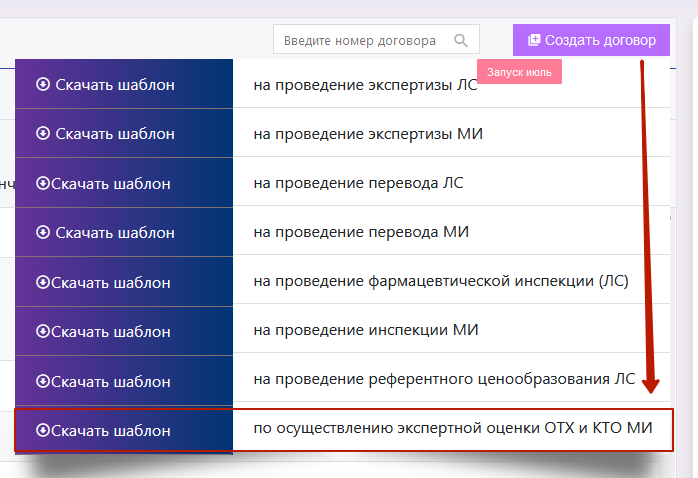 Введите номер договора
Создать договор
Скачать шаблон на проведение экспертизы ЛС
Запуск июль
Скачать шаблон на проведение экспертизы МИ
нч
Скачать шаблон на проведение перевода ЛС
Скачать шаблон на проведение перевода МИ
Скачать шаблон на проведение фармацевтической инспекции (ЛС)
Скачать шаблон на проведение инспекции МИ
Скачать шаблон на проведение референтного ценообразования ЛС
Скачать шаблон по осуществлению экспертной оценки ОТХ и КТО МИ